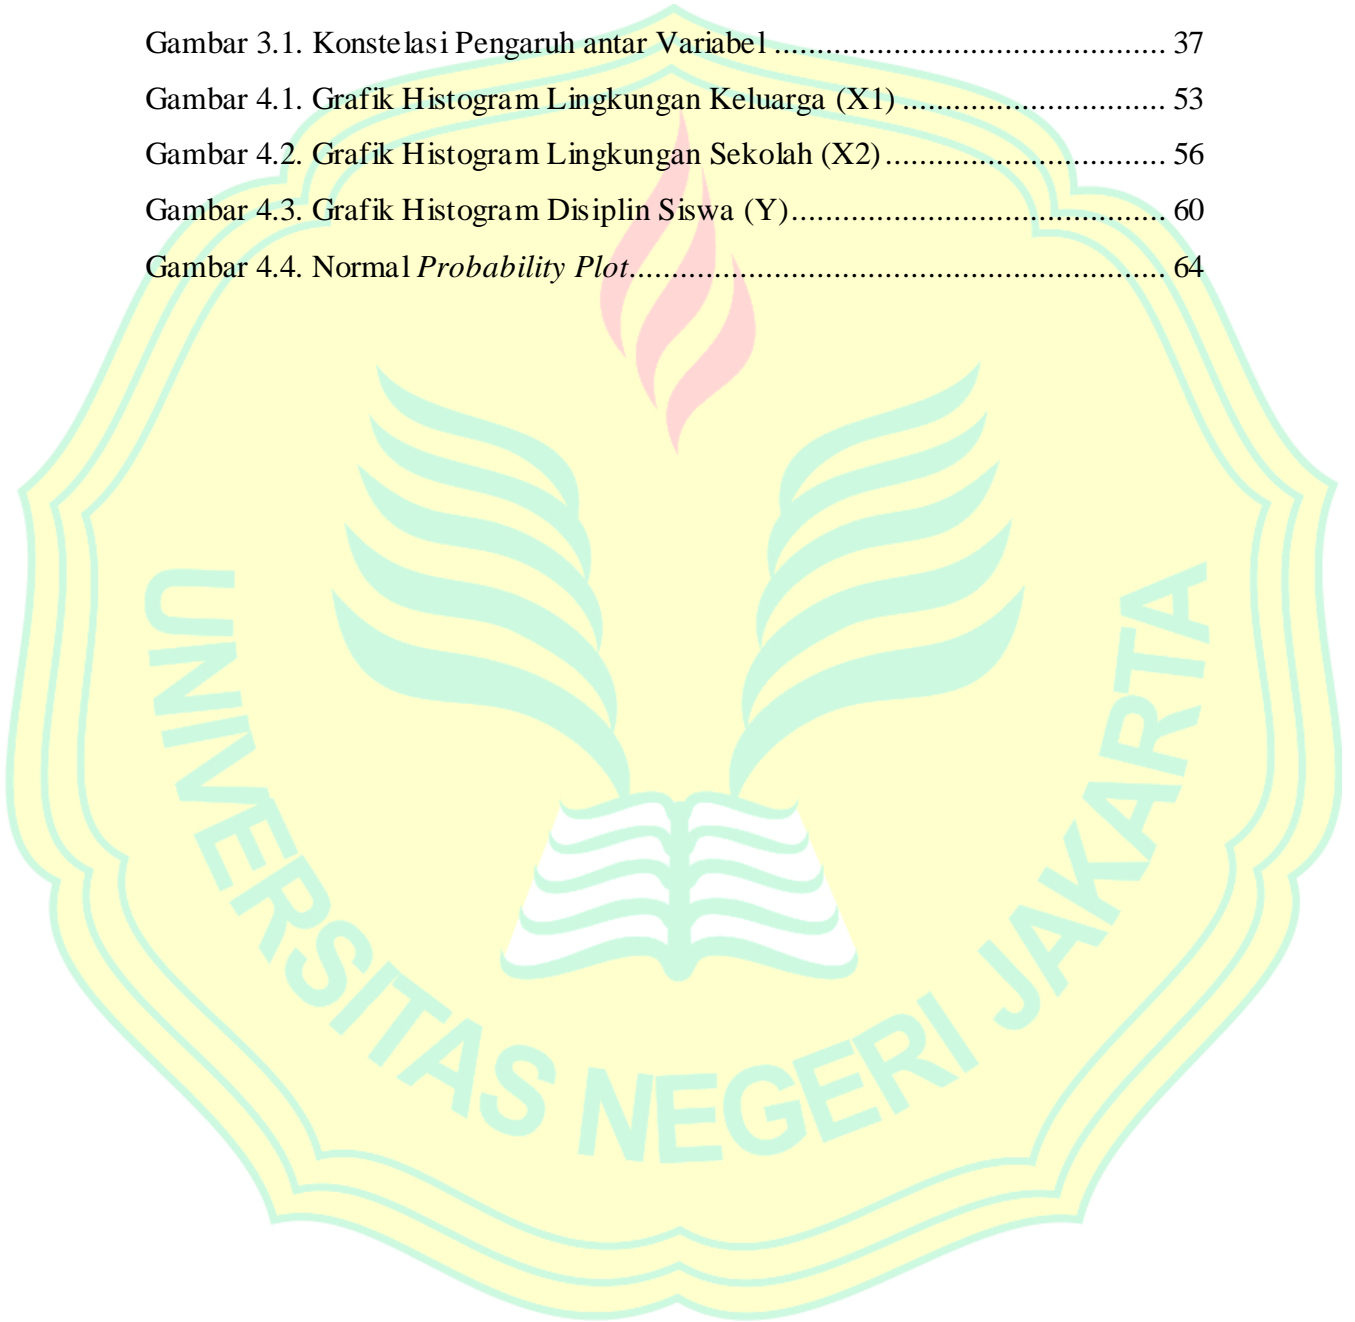 Gambar 3.1. Konstelasi Pengaruh antar Variabel .............................................. 37
Gambar 4.1. Grafik Histogram Lingkungan Keluarga (X1) ............................... 53
Gambar 4.2. Grafik Histogram Lingkungan Sekolah (X2) ................................. 56
Gambar 4.3. Grafik Histogram Disiplin Siswa (Y)............................................ 60
Gambar 4.4. Normal Probability Plot............................................................... 64
UNIVERSITAS NEGERI JAKARTA